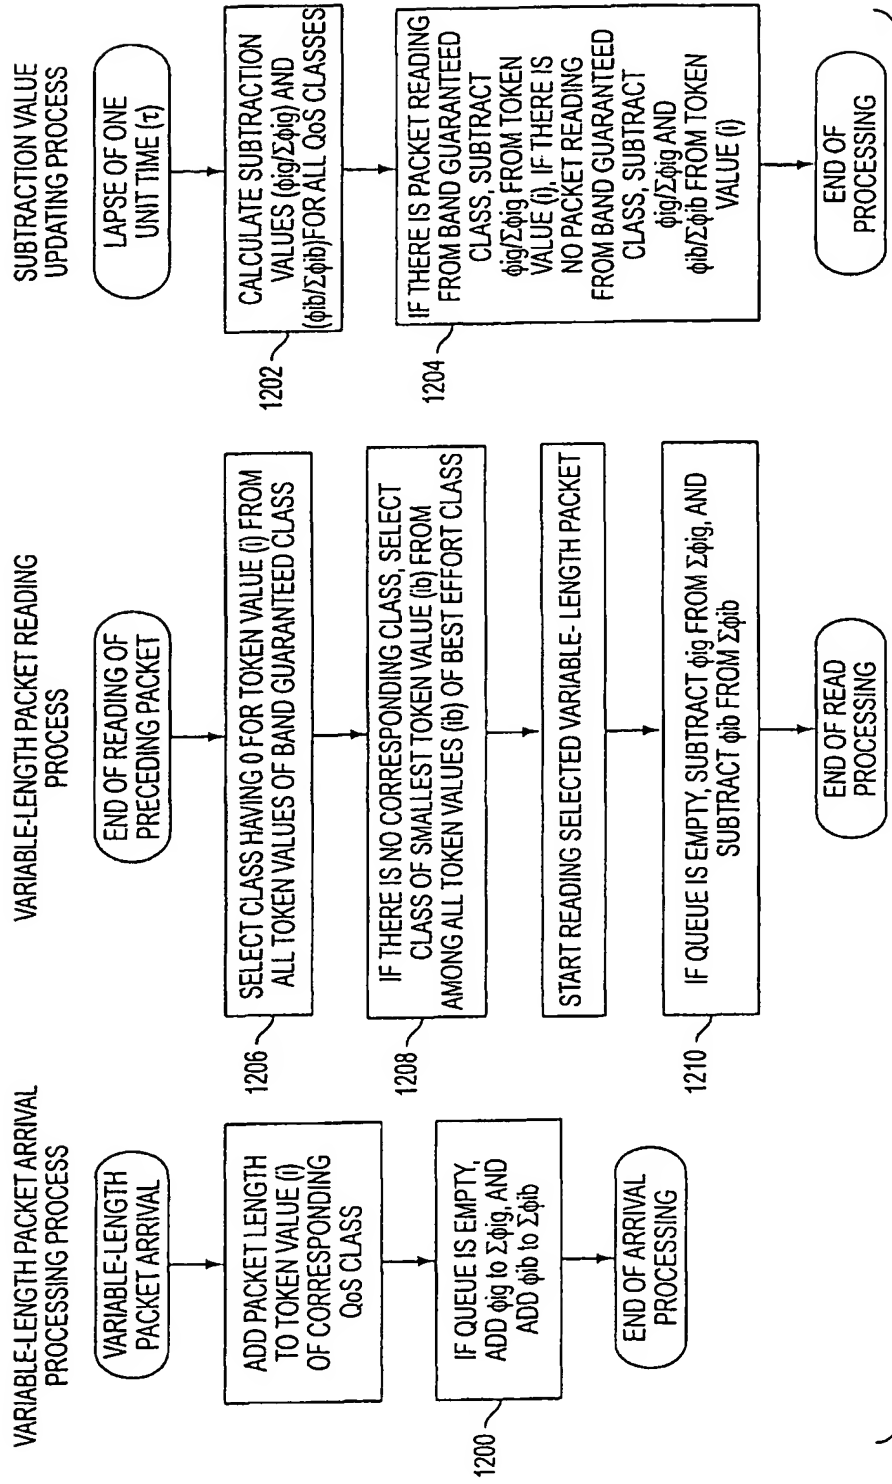 VARIABLE-LENGTH PACKET ARRIVAL
PROCESSING PROCESS
VARIABLE-LENGTH
PACKET ARRIVAL
ADD PACKET LENGTH
TO TOKEN VALUE (i)
OF CORRESPONDING
QoS CLASS
IF QUEUE IS EMPTY,
ADD ϕig to Σϕig, AND
ADD ϕib to Σϕib
1200
END OF ARRIVAL
PROCESSING
VARIABLE-LENGTH PACKET READING
PROCESS
END OF READING OF
PRECEDING PACKET
SELECT CLASS HAVING 0 FOR TOKEN VALUE (i) FROM
ALL TOKEN VALUES OF BAND GUARANTEED CLASS
1206
IF THERE IS NO CORRESPONDING CLASS, SELECT
CLASS OF SMALLEST TOKEN VALUE (ib) FROM
AMONG ALL TOKEN VALUES (ib) OF BEST EFFORT CLASS
1208
START READING SELECTED VARIABLE- LENGTH PACKET
IF QUEUE IS EMPTY, SUBTRACT ϕig FROM Σϕig, AND
SUBTRACT ϕib FROM Σϕib
1210
END OF READ
PROCESSING
SUBTRACTION VALUE
UPDATING PROCESS
LAPSE OF ONE
UNIT TIME (τ)
CALCULATE SUBTRACTION
VALUES (ϕig/Σϕig) AND
(ϕib/Σϕib)FOR ALL QoS CLASSES
1202
IF THERE IS PACKET READING
FROM BAND GUARANTEED
CLASS, SUBTRACT
ϕig/Σϕig FROM TOKEN
VALUE (i), IF THERE IS
NO PACKET READING
FROM BAND GUARANTEED
CLASS, SUBTRACT
ϕig/Σϕig AND
ϕib/Σϕib FROM TOKEN
VALUE (i)
1204
END OF
PROCESSING